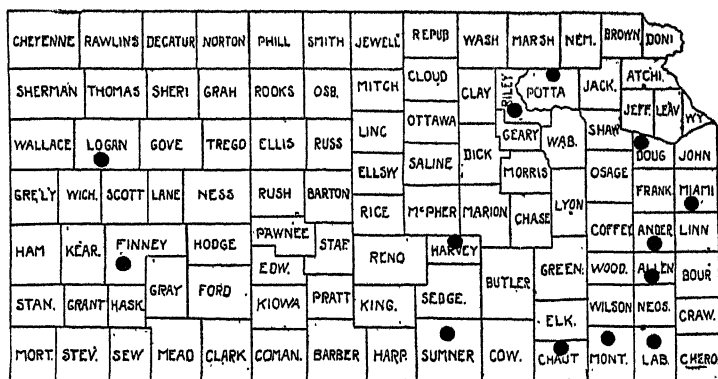 CHEYENNE RAWLINS DECATUR NORTON PHILL SMITH JEWELL REPUB WASH MARSH NEM. BROWN DONI
SHERMAN THOMAS SHERI GRAH ROOKS OSB. MITCH CLOUD CLAY RILEY POTTA JACK. ATCHI.
JEFF. LEAV WY.
WALLACE LOGAN GOVE TREGO ELLIS RUSS LINC OTTAWA GEARY WAB. SHAW DOUG JOHN
ELLSW SALINE DICK MORRIS OSAGE
GRE'LY WICH. SCOTT LANE NESS RUSH BARTON RICE McPHER MARION CHASE LYON FRANK MIAMI
HAM KEAR. FINNEY HODGE PAWNEE STAF. RENO HARVEY COFFEY ANDER LINN
EDW. BUTLER GREEN. WOOD. ALLEN BOUR
STAN. GRANT HASK. GRAY FORD KIOWA PRATT KING. SEDG'E. ELK. WILSON NEOS. CRAW.
MORT. STEV. SEW MEAD CLARK COMAN. BARBER HARP. SUMNER COW. CHAUT MONT. LAB. CHERO